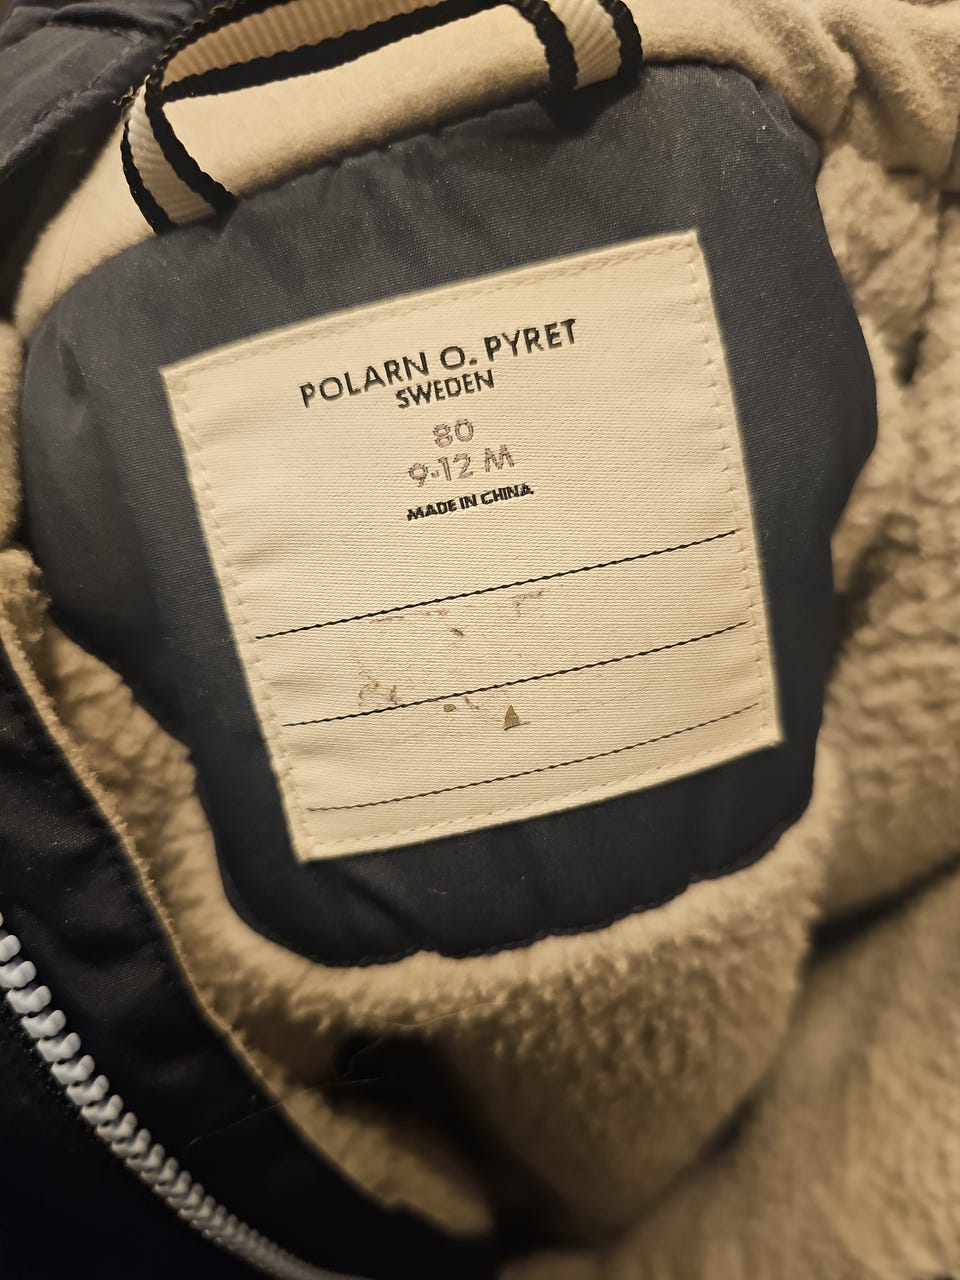 POLARN O. PYRET
SWEDEN
80
9-12 M
MADE IN CHINA